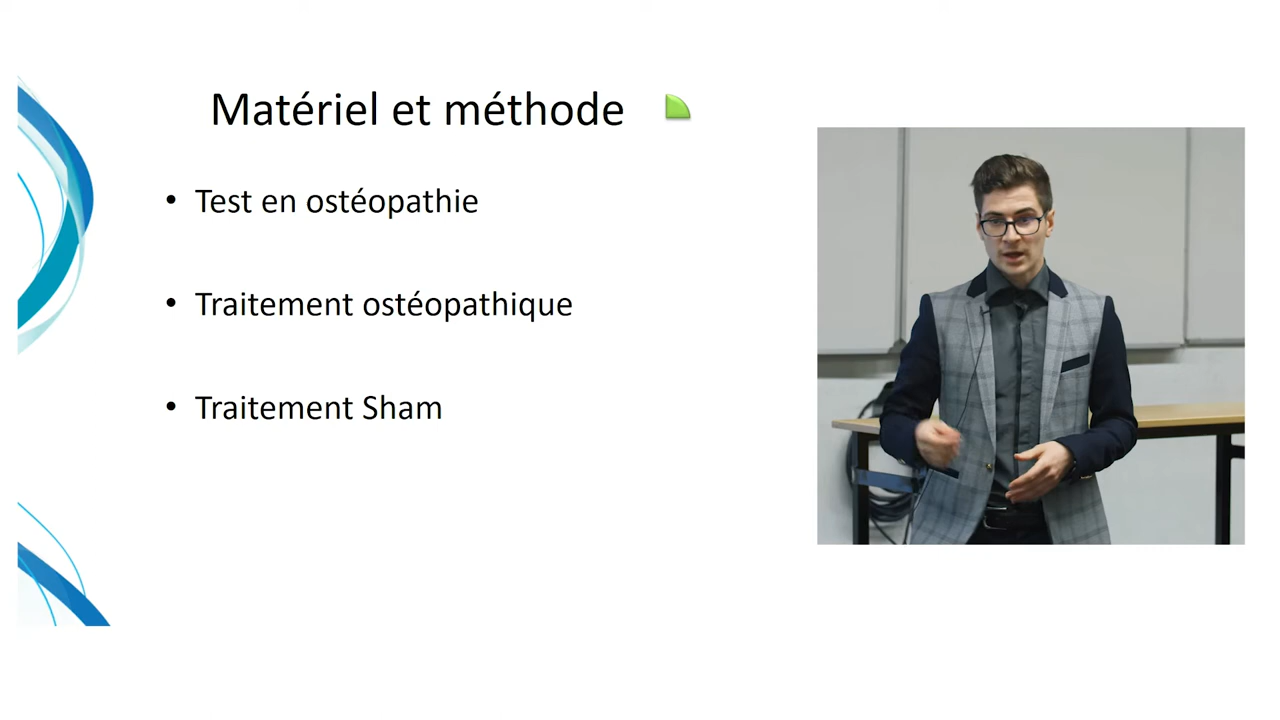 Matériel et méthode
• Test en ostéopathie
• Traitement ostéopathique
• Traitement Sham